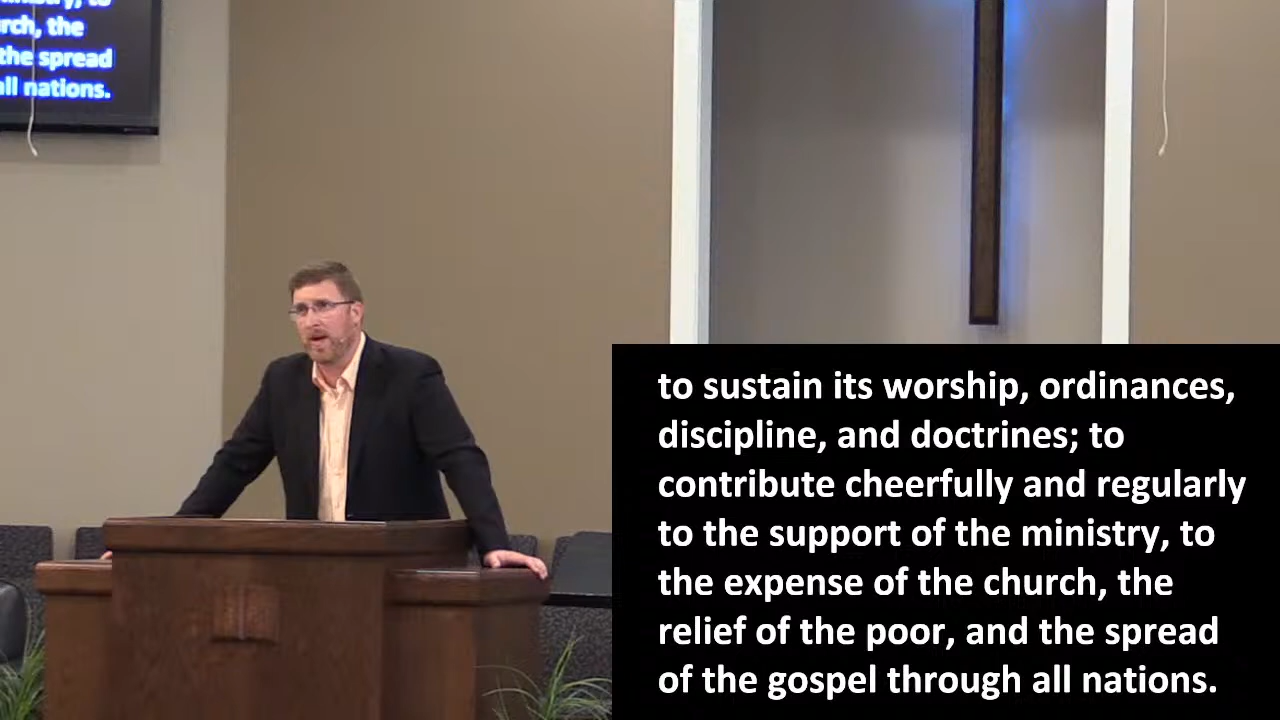 rch, the
the spread
all nations.
to sustain its worship, ordinances,
discipline, and doctrines; to
contribute cheerfully and regularly
to the support of the ministry, to
the expense of the church, the
relief of the poor, and the spread
of the gospel through all nations.